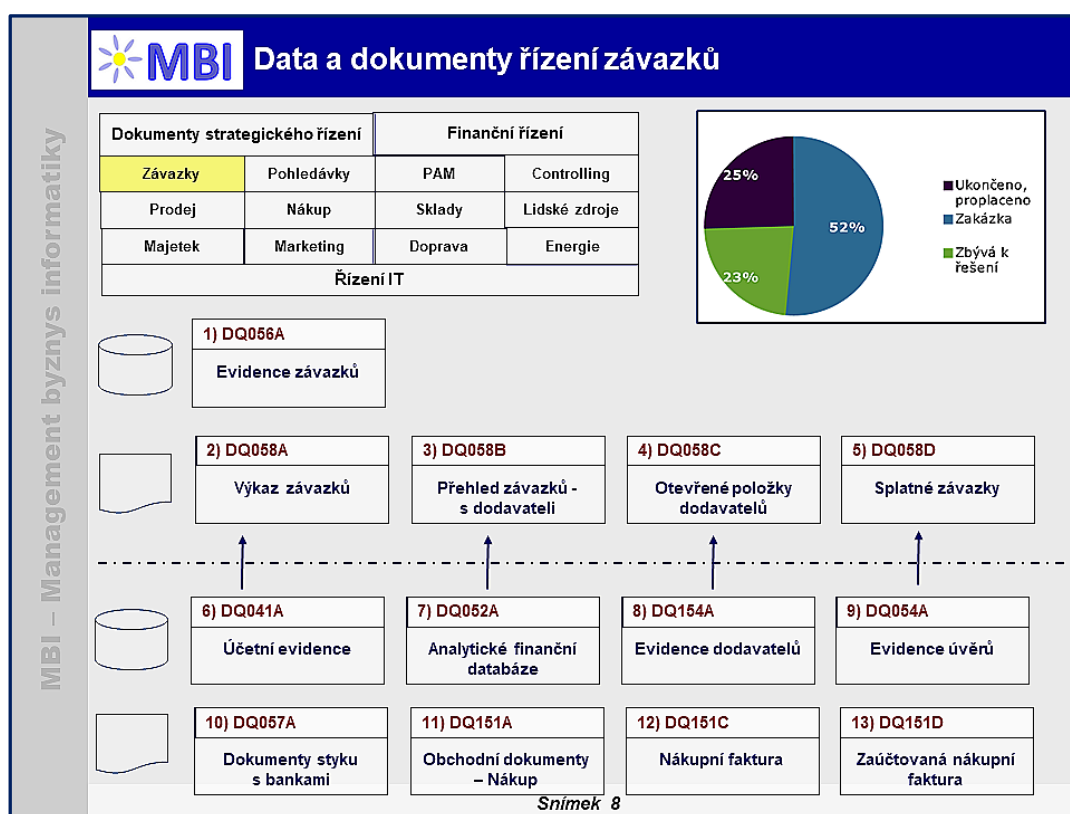 MBI
Data a dokumenty řízení závazků
MBI – Management byznys informatiky
Dokumenty strategického řízení
Finanční řízení
Závazky
Pohledávky
PAM
Controlling
Prodej
Nákup
Sklady
Lidské zdroje
Majetek
Marketing
Doprava
Energie
Řízení IT
25%
52%
23%
Ukončeno,
proplaceno
Zakázka
Zbývá k
řešení
1) DQ056A
Evidence závazků
2) DQ058A
Výkaz závazků
3) DQ058B
Přehled závazků -
s dodavateli
4) DQ058C
Otevřené položky
dodavatelů
5) DQ058D
Splatné závazky
6) DQ041A
Účetní evidence
7) DQ052A
Analytické finanční
databáze
8) DQ154A
Evidence dodavatelů
9) DQ054A
Evidence úvěrů
10) DQ057A
Dokumenty styku
s bankami
11) DQ151A
Obchodní dokumenty
– Nákup
12) DQ151C
Nákupní faktura
13) DQ151D
Zaúčtovaná nákupní
faktura
Snímek 8